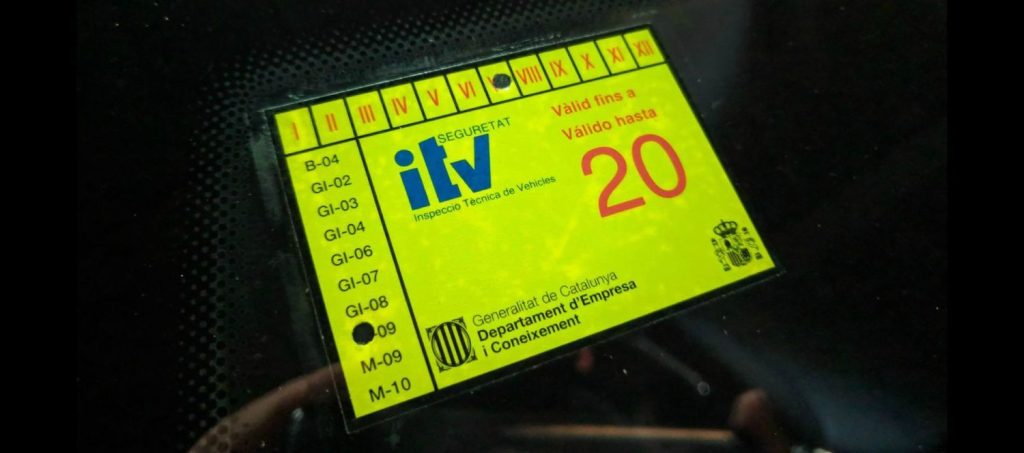 I II III IV V VI VIII IX X XI XII
B-04
GI-02
GI-03
GI-04
GI-06
GI-07
GI-08
-09
M-09
M-10
SEGURETAT
itv
Inspeccio Tècnica de Vehicles
Vàlid fins a
Válido hasta
20
Generalitat de Catalunya
Departament d'Empresa
i Coneixement